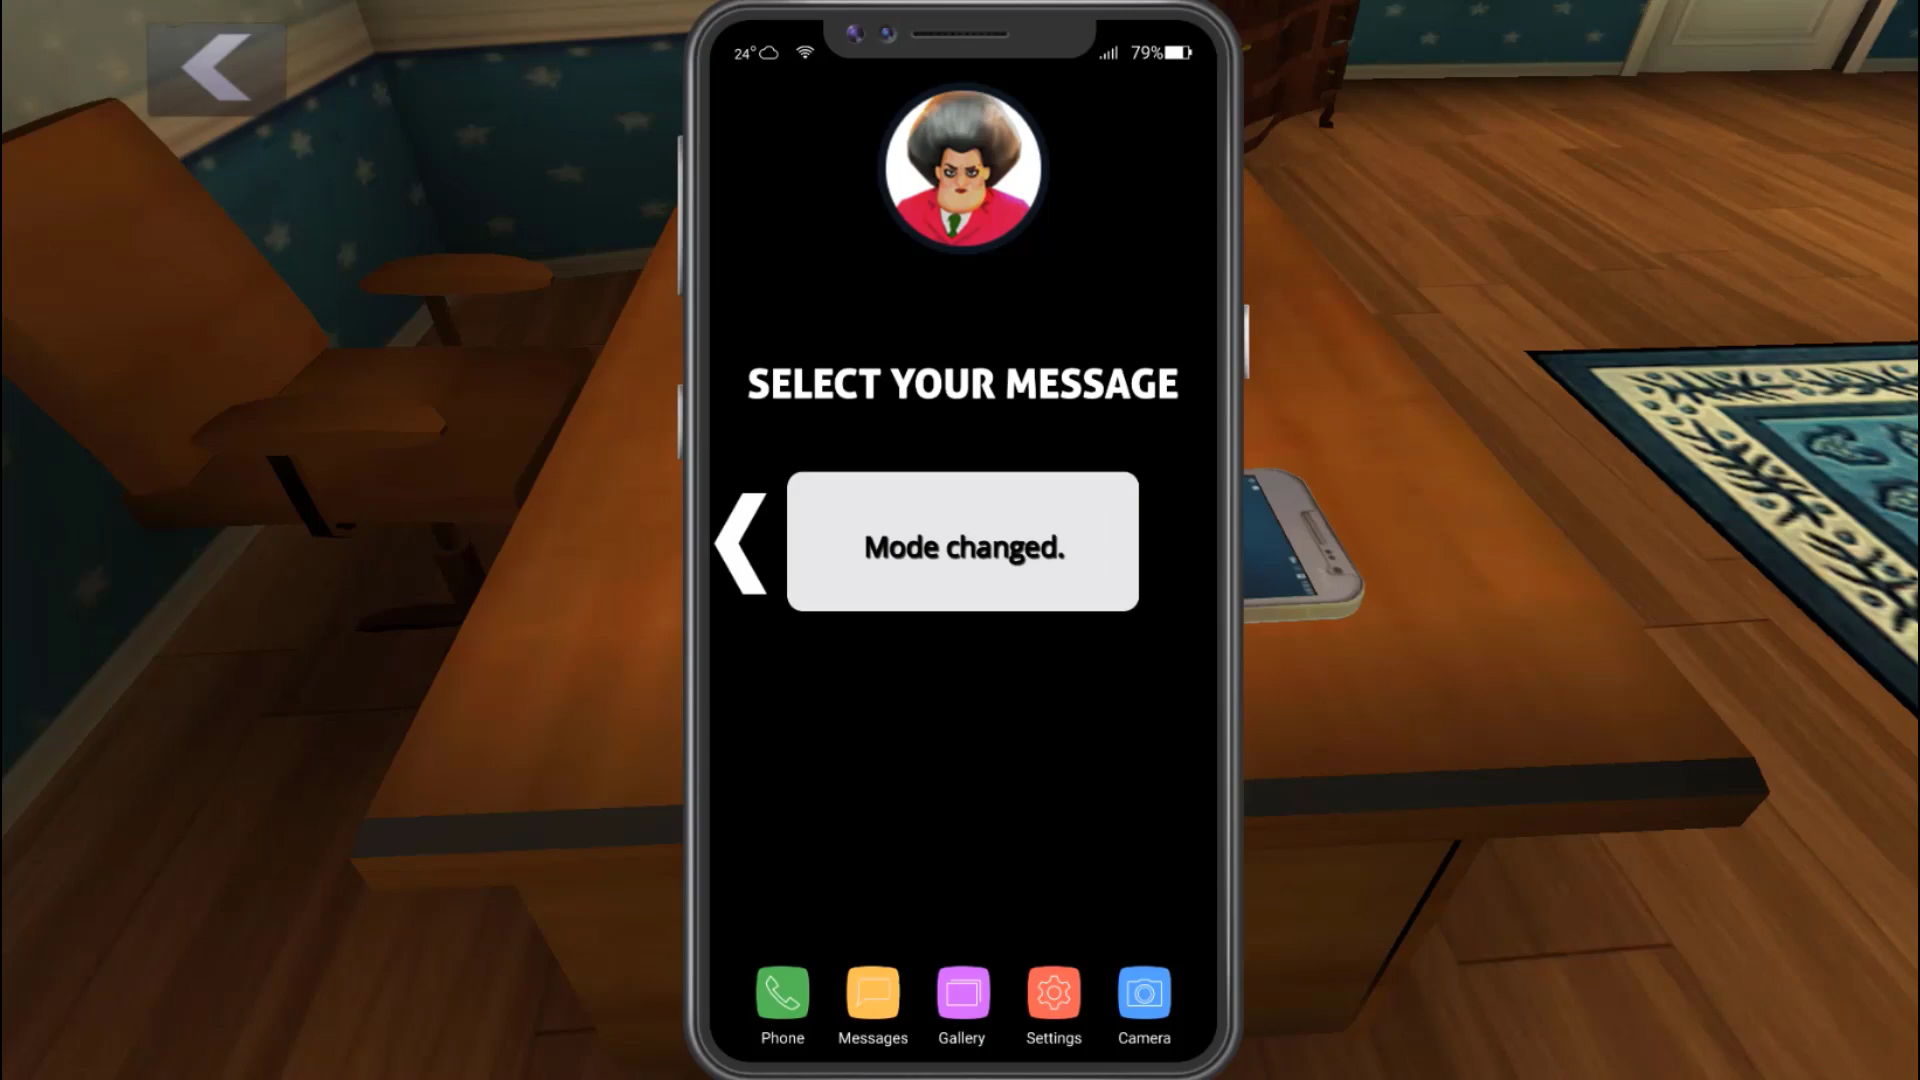 24°
79%
SELECT YOUR MESSAGE
Mode changed.
Phone Messages Gallery Settings Camera